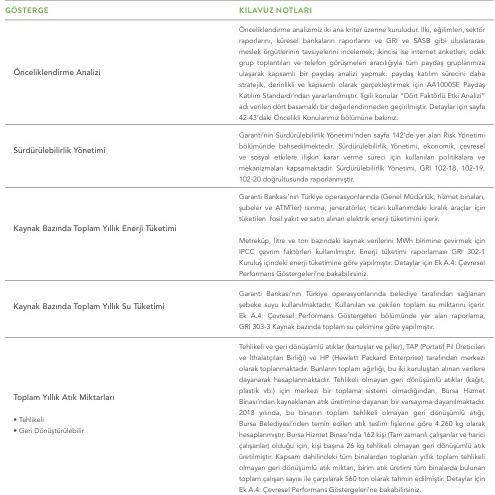 GÖSTERGE
KILAVUZ NOTLARI
Önceliklendirme Analizi
Önceliklendirme analizimiz iki ana kriter üzerine kuruludur. İlki, eğilimleri, sektör
raporlarını, küresel bankaların raporlarını ve GRI ve SASB gibi uluslararası
meslek örgütlerinin tavsiyelerini incelemek; ikincisi ise internet anketleri, odak
grup toplantıları ve telefon görüşmeleri aracılığıyla tüm paydaş gruplarımıza
ulaşarak kapsamlı bir paydaş analizi yapmak. paydaş katılım sürecini daha
stratejik, derinlikli ve kapsamlı olarak gerçekleştirmek için AA1000SE Paydaş
Katılım Standardı'ndan yararlanılmıştır. İlgili konular "Dört Faktörlü Etki Analizi"
adı verilen dört basamaklı bir değerlendirmeden geçirilmiştir. Detaylar için sayfa
42-43'daki Öncelikli Konularımız bölümüne bakınız.
Sürdürülebilirlik Yönetimi
Garanti'nin Sürdürülebilirlik Yönetimi'nden sayfa 142'de yer alan Risk Yönetimi
bölümünde bahsedilmektedir. Sürdürülebilirlik Yönetimi, ekonomik, çevresel
ve sosyal etkilere ilişkin karar verme süreci için kullanılan politikalara ve
mekanizmaları kapsamaktadır. Sürdürülebilirlik Yönetimi, GRI 102-18, 102-19,
102-20 doğrultusunda raporlanmıştır.
Kaynak Bazında Toplam Yıllık Enerji Tüketimi
Garanti Bankası'nın Türkiye operasyonlarında (Genel Müdürlük, hizmet binaları,
şubeler ve ATM'ler) ısınma, jeneratörler, ticari kullanımdaki kiralık araçlar için
tüketilen fosil yakıt ve satın alınan elektrik enerji tüketimini içerir.
Metreküp, litre ve ton bazındaki kaynak verilerini MWh birimine çevirmek için
IPCC çevrim faktörleri kullanılmıştır. Enerji tüketimi raporlaması GRI 302-1
Kuruluş içindeki enerji tüketimine göre yapılmıştır. Detaylar için Ek A.4: Çevresel
Performans Göstergeleri'ne bakabilirsiniz.
Kaynak Bazında Toplam Yıllık Su Tüketimi
Garanti Bankası'nın Türkiye operasyonlarında belediye tarafından sağlanan
şebeke suyu kullanılmaktadır. Kullanılan ve çekilen toplam su miktarını içerir.
Ek A.4: Çevresel Performans Göstergeleri bölümünde yer alan raporlama,
GRI 303-3 Kaynak bazında toplam su çekimine göre yapılmıştır.
Toplam Yıllık Atık Miktarları
• Tehlikeli
• Geri Dönüştürülebilir
Tehlikeli ve geri dönüşümlü atıklar (kartuşlar ve piller), TAP (Portatif Pil Üreticileri
ve İthalatçıları Birliği) ve HP (Hewlett Packard Enterprise) tarafından merkezi
olarak toplanmaktadır. Bunların toplam ağırlığı, bu iki kuruluştan alınan verilere
dayanarak hesaplanmaktadır. Tehlikeli olmayan geri dönüşümlü atıklar (kağıt,
plastik vb.) için merkezi bir toplama sistemi olmadığından, Bursa Hizmet
Binası'ndan kaynaklanan atık üretimine dayanan bir varsayıma dayanılmaktadır.
2018 yılında, bu binanın toplam tehlikeli olmayan geri dönüşümlü atığı,
Bursa Belediyesi'nden temin edilen atık teslim fişlerine göre 4.260 kg olarak
hesaplanmıştır. Bursa Hizmet Binası'nda 162 kişi (Tam zamanlı çalışanlar ve harici
çalışanlar) olduğu için, kişi başına 26 kg tehlikeli olmayan geri dönüşümlü atık
üretilmiştir. Kapsam dahilindeki tüm binalardan toplanan yıllık toplam tehlikeli
olmayan geri dönüşümlü atık miktarı, birim atık üretimi tüm binalarda bulunan
toplam çalışan sayısı ile çarpılarak 560 ton olarak tahmin edilmiştir. Detaylar için
Ek A.4: Çevresel Performans Göstergeleri'ne bakabilirsiniz.